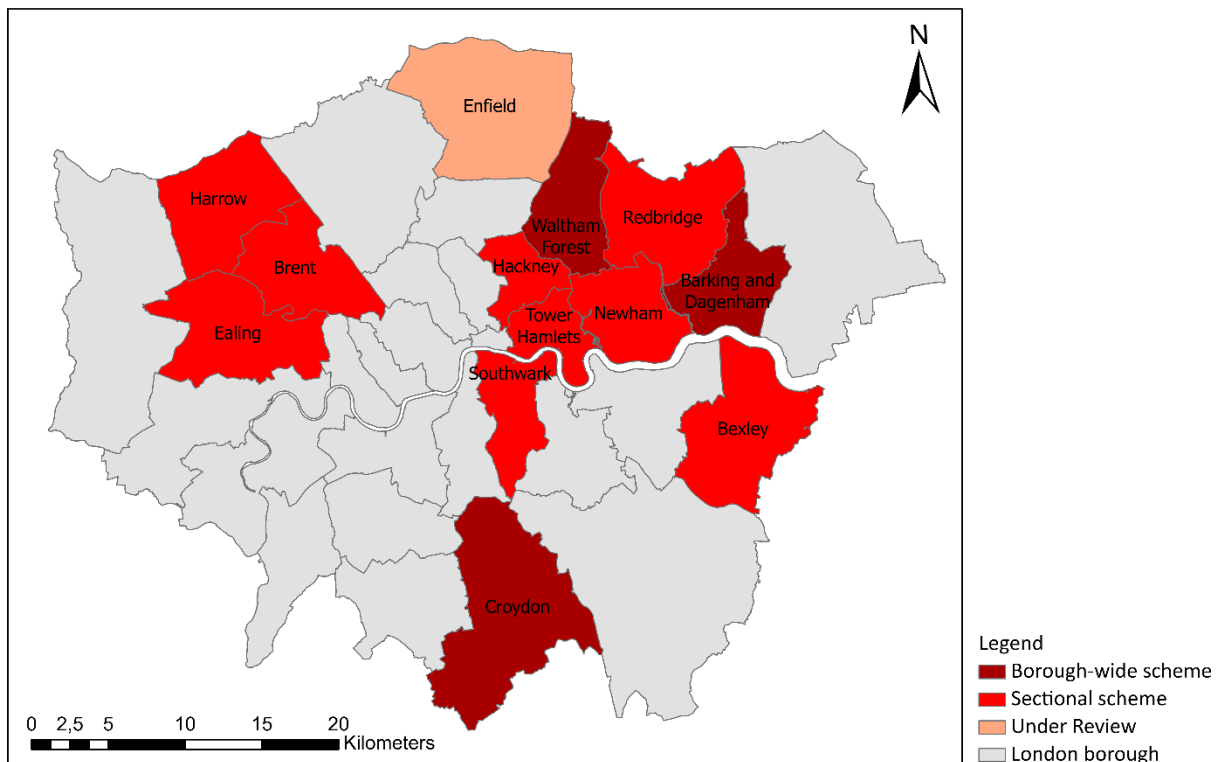 N
Enfield
Harrow
Waltham
Forest
Redbridge
Brent
Hackney
Barking and
Dagenham
Newham
Tower
Hamlets
Ealing
Southwark
Bexley
Croydon
Legend
Borough-wide scheme
Sectional scheme
Under Review
London borough
0 2,5 5 10 15 20
Kilometers